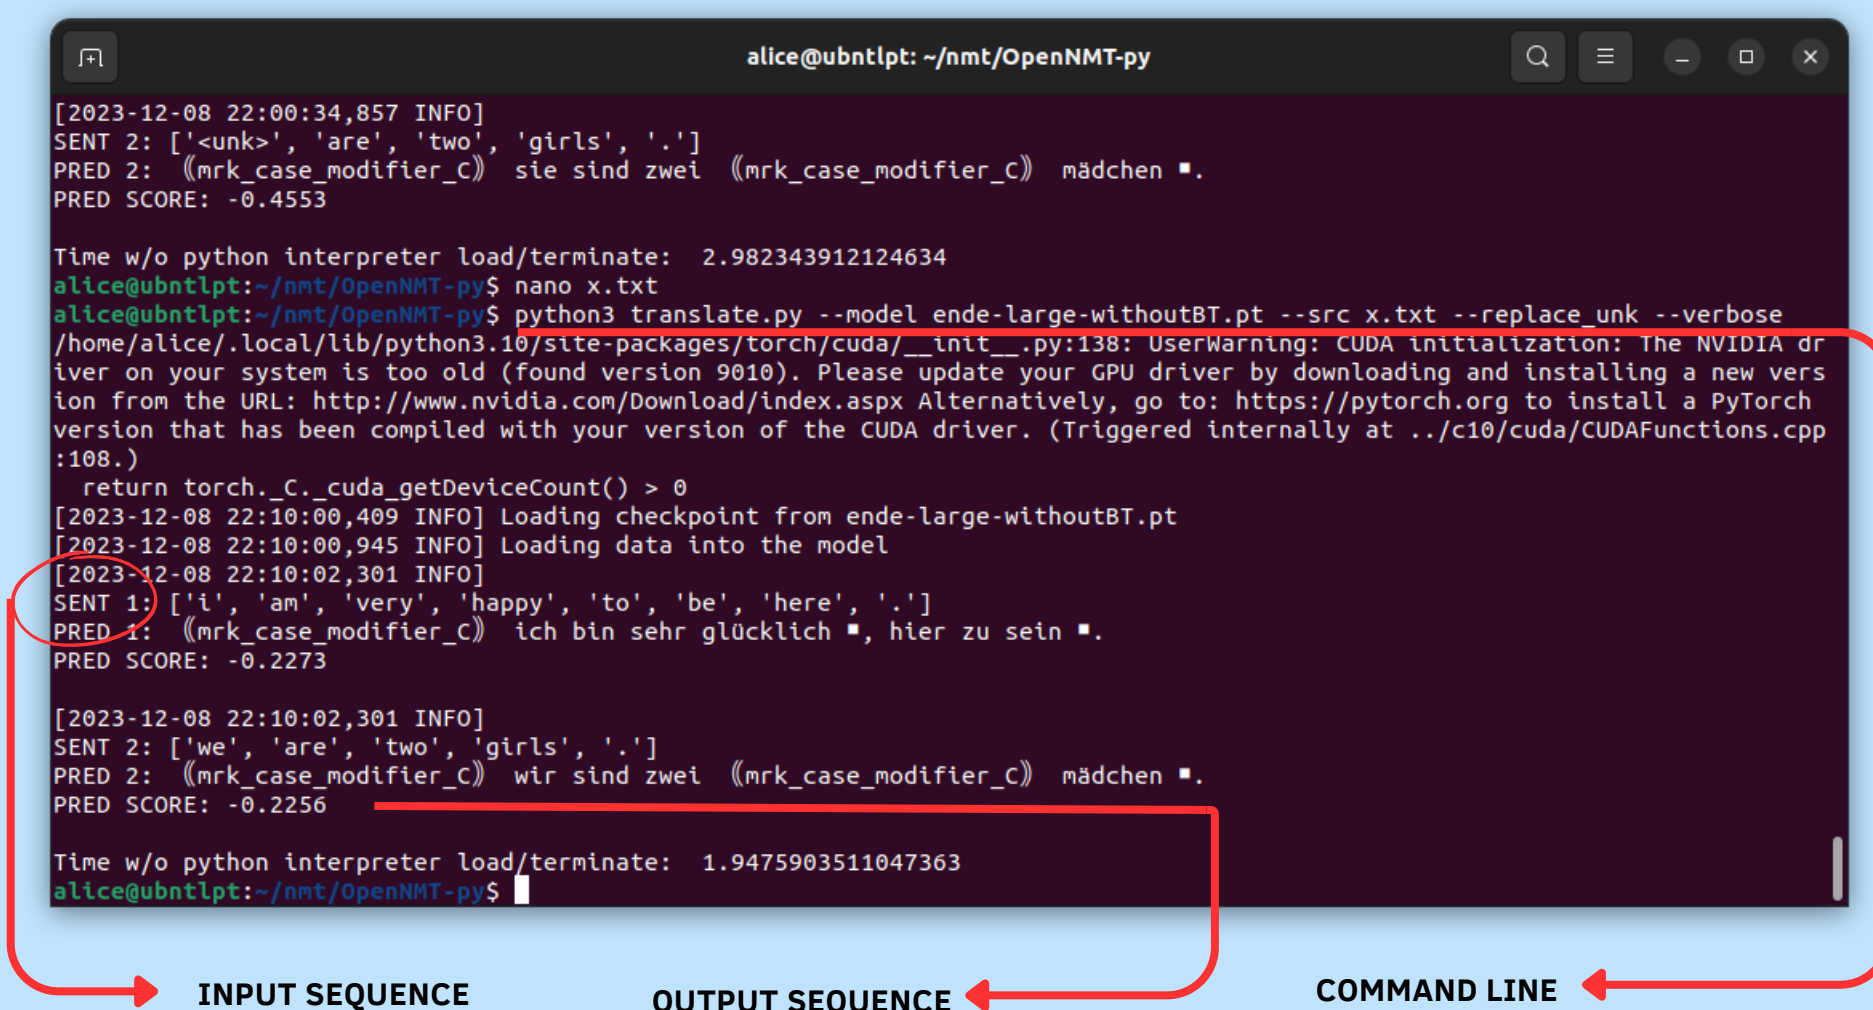 alice@ubntlpt: ~/nmt/OpenNMT-py
[2023-12-08 22:00:34,857 INFO]
SENT 2: ['<unk>', 'are', 'two', 'girls', '.']
PRED 2: ⦅mrk_case_modifier_C⦆ sie sind zwei ⦅mrk_case_modifier_C⦆ mädchen ■.
PRED SCORE: -0.4553
Time w/o python interpreter load/terminate: 2.982343912124634
alice@ubntlpt:~/nmt/OpenNMT-py$ nano x.txt
alice@ubntlpt:~/nmt/OpenNMT-py$ python3 translate.py --model ende-large-withoutBT.pt --src x.txt --replace_unk --verbose
/home/alice/.local/lib/python3.10/site-packages/torch/cuda/__init__.py:138: UserWarning: CUDA initialization: The NVIDIA dr
iver on your system is too old (found version 9010). Please update your GPU driver by downloading and installing a new vers
ion from the URL: http://www.nvidia.com/Download/index.aspx Alternatively, go to: https://pytorch.org to install a PyTorch
version that has been compiled with your version of the CUDA driver. (Triggered internally at ../c10/cuda/CUDAFunctions.cpp
:108.)
return torch._C._cuda_getDeviceCount() > 0
[2023-12-08 22:10:00,409 INFO] Loading checkpoint from ende-large-withoutBT.pt
[2023-12-08 22:10:00,945 INFO] Loading data into the model
[2023-12-08 22:10:02,301 INFO]
SENT 1: ['i', 'am', 'very', 'happy', 'to', 'be', 'here', '.']
PRED 1: ⦅mrk_case_modifier_C⦆ ich bin sehr glücklich ■, hier zu sein ■.
PRED SCORE: -0.2273
[2023-12-08 22:10:02,301 INFO]
SENT 2: ['we', 'are', 'two', 'girls', '.']
PRED 2: ⦅mrk_case_modifier_C⦆ wir sind zwei ⦅mrk_case_modifier_C⦆ mädchen ■.
PRED SCORE: -0.2256
Time w/o python interpreter load/terminate: 1.9475903511047363
alice@ubntlpt:~/nmt/OpenNMT-py$
INPUT SEQUENCE
OUTPUT SEQUENCE
COMMAND LINE